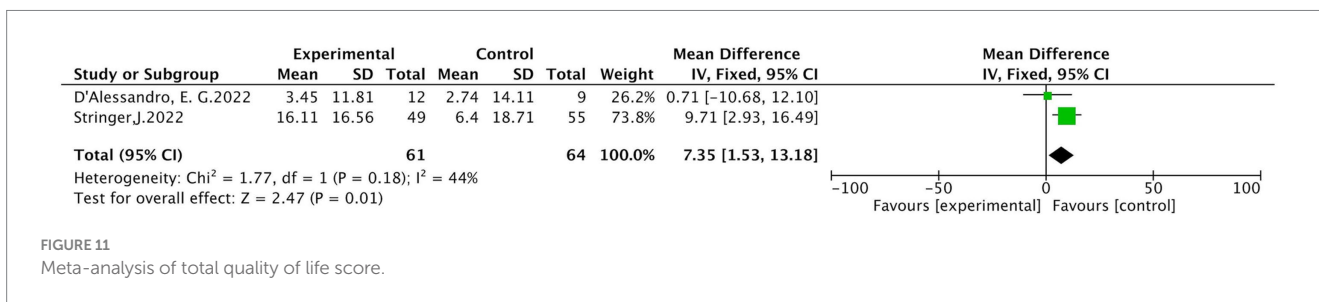 Experimental Control Mean Difference Mean Difference
Study or Subgroup Mean SD Total Mean SD Total Weight IV, Fixed, 95% CI IV, Fixed, 95% CI
D'Alessandro, E. G.2022 3.45 11.81 12 2.74 14.11 9 26.2% 0.71 [-10.68, 12.10]
Stringer,J.2022 16.11 16.56 49 6.4 18.71 55 73.8% 9.71 [2.93, 16.49]
Total (95% CI) 61 64 100.0% 7.35 [1.53, 13.18]
Heterogeneity: Chi² = 1.77, df = 1 (P = 0.18); I² = 44%
Test for overall effect: Z = 2.47 (P = 0.01)
-100 -50 0 50 100
Favours [experimental] Favours [control]
FIGURE 11
Meta-analysis of total quality of life score.